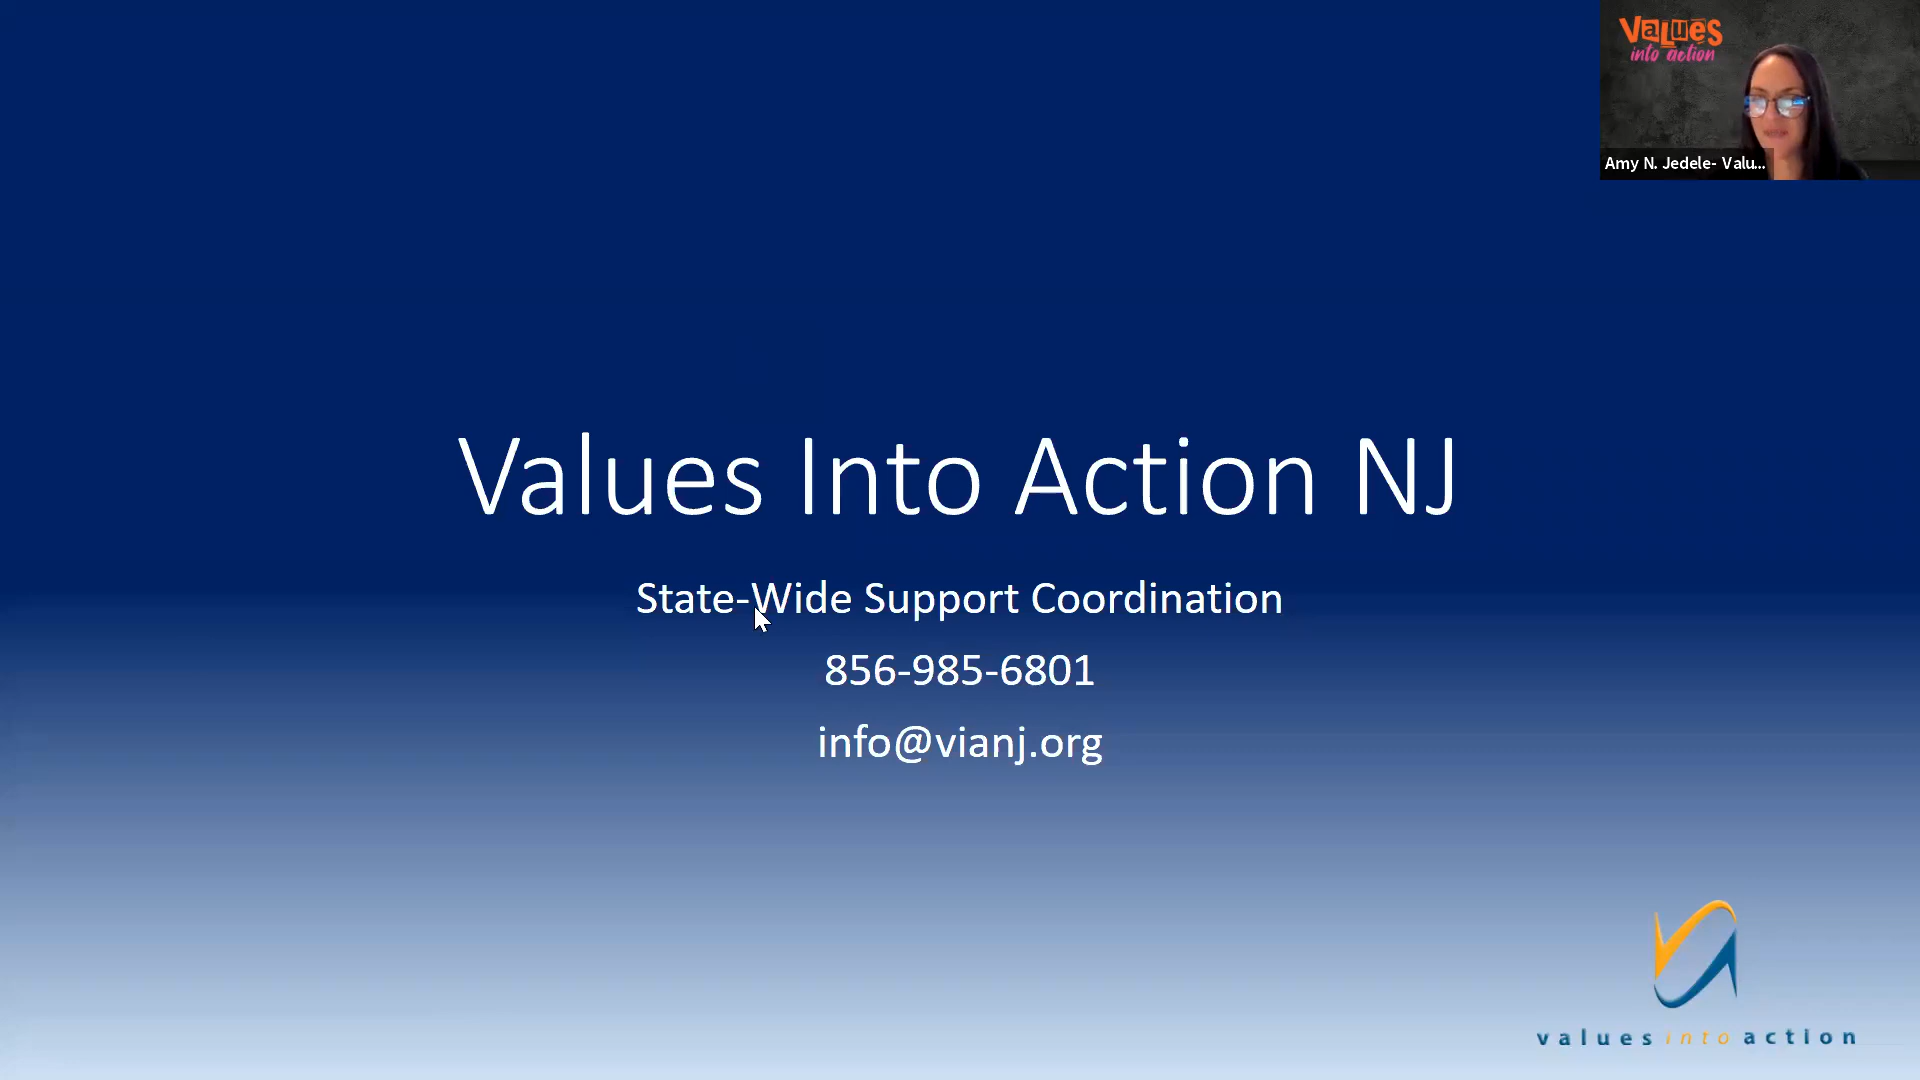 Values
into action
Amy N. Jedele- Valu...
Values Into Action NJ
State-Wide Support Coordination
856-985-6801
info@vianj.org
values into action